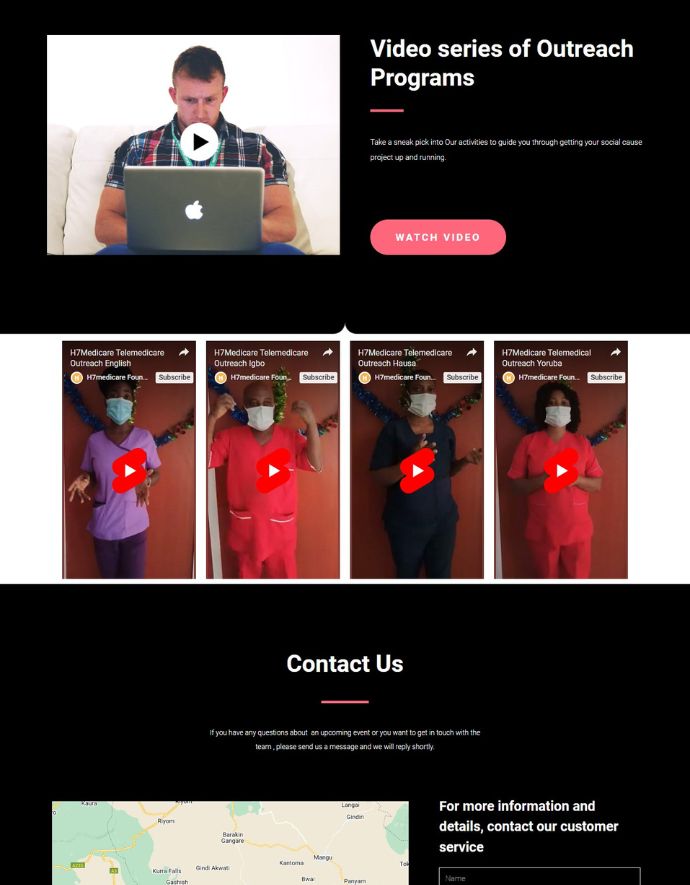 Video series of Outreach
Programs
Take a sneak pick into Our activities to guide you through getting your social cause
project up and running.
WATCH VIDEO
H7Medicare Telemedicare
Outreach English
H
H7medicare Foun...
Subscribe
H7Medicare Telemedicare
Outreach Igbo
H
H7medicare Foun...
Subscribe
H7Medicare Telemedicare
Outreach Hausa
H
H7medicare Foun...
Subscribe
H7Medicare Telemedical
Outreach Yoruba
H
H7medicare Foun...
Subscribe
Contact Us
If you have any questions about an upcoming event or you want to get in touch with the
team , please send us a message and we will reply shortly.
Kaura
Riyom
Langai
Gindiri
Barakin
Gangare
Mangu
Kantoma
Kurra Falls
Gindi Akwati
Gashish
Bwai
Panyam
For more information and
details, contact our customer
service
Name